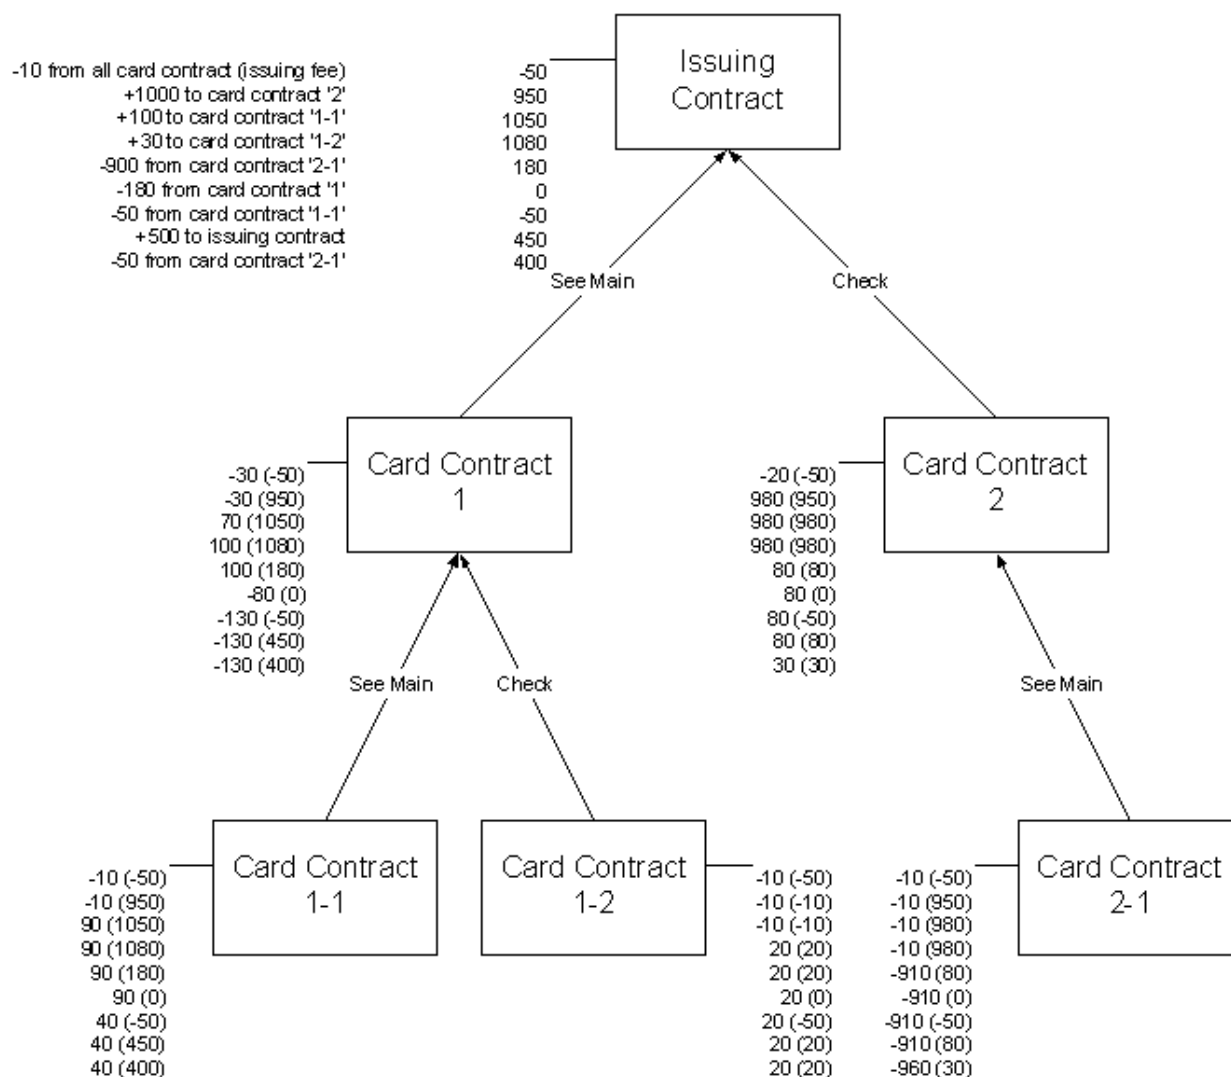 -10 from all card contract (issuing fee)
+1000 to card contract '2'
+100 to card contract '1-1'
+30 to card contract '1-2'
-900 from card contract '2-1'
-180 from card contract '1'
-50 from card contract '1-1'
+500 to issuing contract
-50 from card contract '2-1'
-50
950
1050
1080
180
0
-50
450
400
Issuing
Contract
See Main
Check
-30 (-50)
-30 (950)
70 (1050)
100 (1080)
100 (180)
-80 (0)
-130 (-50)
-130 (450)
-130 (400)
Card Contract
1
-20 (-50)
980 (950)
980 (980)
980 (980)
80 (80)
80 (0)
80 (-50)
80 (80)
30 (30)
Card Contract
2
See Main
Check
See Main
-10 (-50)
-10 (950)
90 (1050)
90 (1080)
90 (180)
90 (0)
40 (-50)
40 (450)
40 (400)
Card Contract
1-1
Card Contract
1-2
-10 (-50)
-10 (-10)
-10 (-10)
20 (20)
20 (20)
20 (0)
20 (-50)
20 (20)
20 (20)
-10 (-50)
-10 (950)
-10 (980)
-10 (980)
-910 (80)
-910 (0)
-910 (-50)
-910 (80)
-960 (30)
Card Contract
2-1